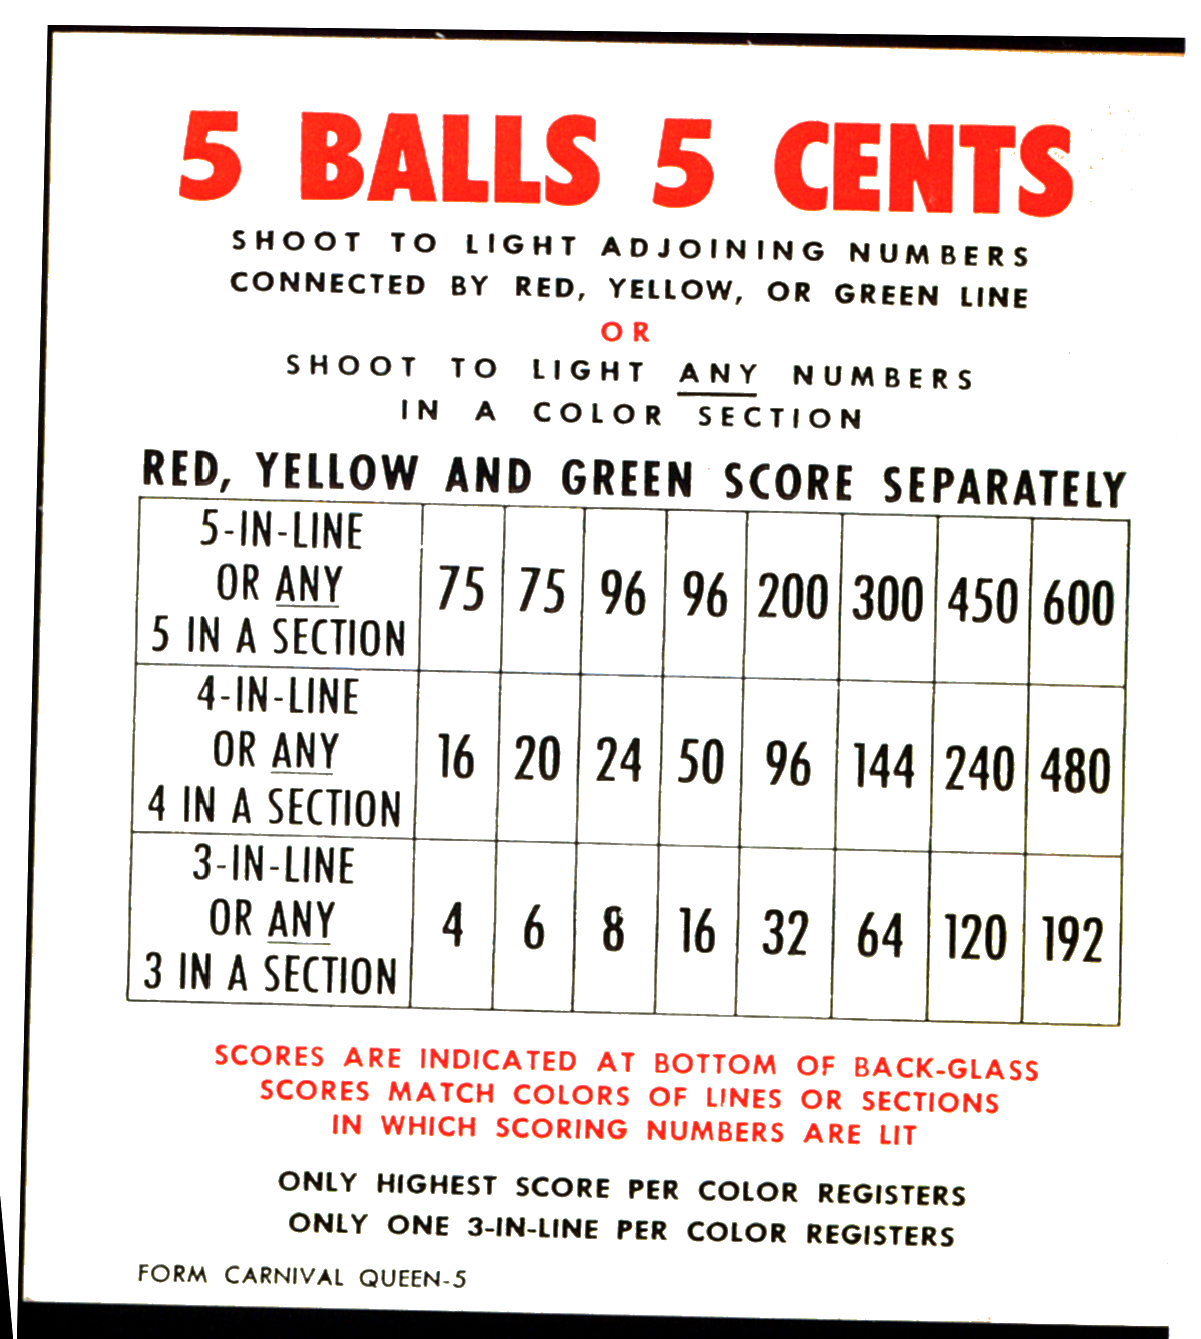 5 BALLS 5 CENTS
SHOOT TO LIGHT ADJOINING NUMBERS
CONNECTED BY RED, YELLOW, OR GREEN LINE
OR
SHOOT TO LIGHT ANY NUMBERS
IN A COLOR SECTION
RED, YELLOW AND GREEN SCORE SEPARATELY
5-IN-LINE
OR ANY
5 IN A SECTION
75 75 96 96 200 300 450 600
4-IN-LINE
OR ANY
4 IN A SECTION
16 20 24 50 96 144 240 480
3-IN-LINE
OR ANY
3 IN A SECTION
4 6 8 16 32 64 120 192
SCORES ARE INDICATED AT BOTTOM OF BACK-GLASS
SCORES MATCH COLORS OF LINES OR SECTIONS
IN WHICH SCORING NUMBERS ARE LIT
ONLY HIGHEST SCORE PER COLOR REGISTERS
ONLY ONE 3-IN-LINE PER COLOR REGISTERS
FORM CARNIVAL QUEEN-5